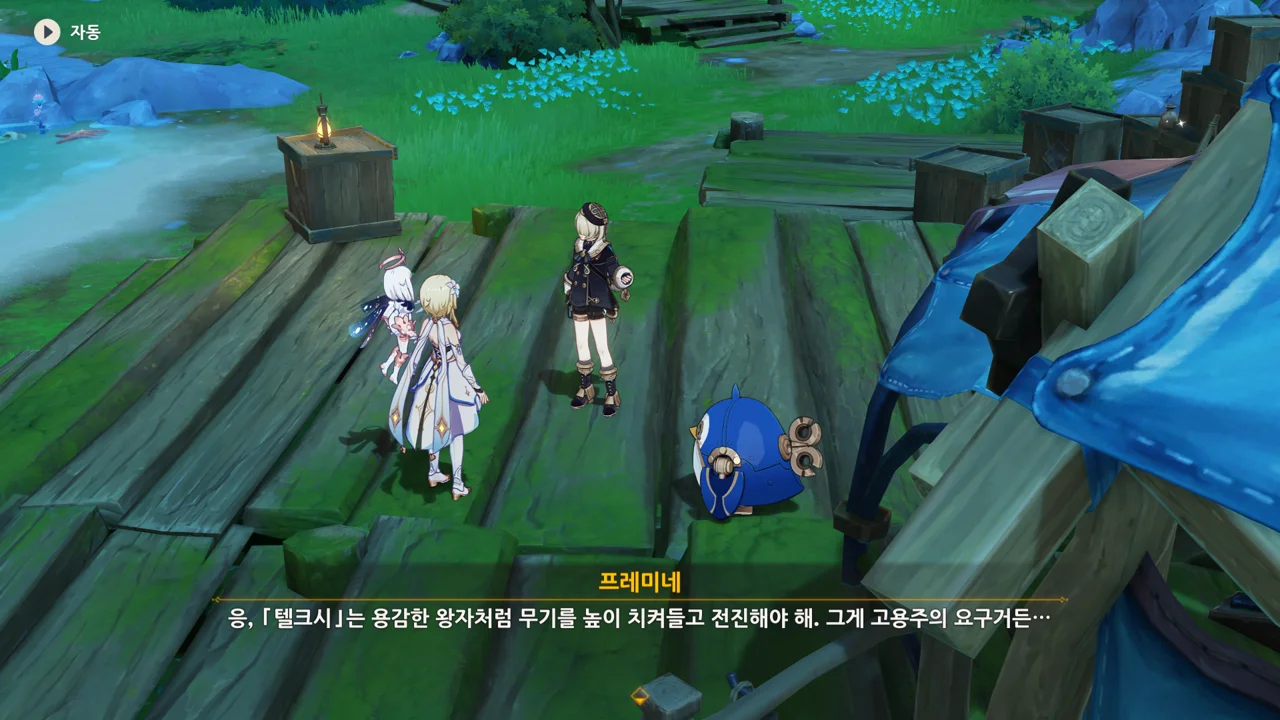 자동
프레미네
응, ｢텔크시｣는 용감한 왕자처럼 무기를 높이 치켜들고 전진해야 해. 그게 고용주의 요구거든…